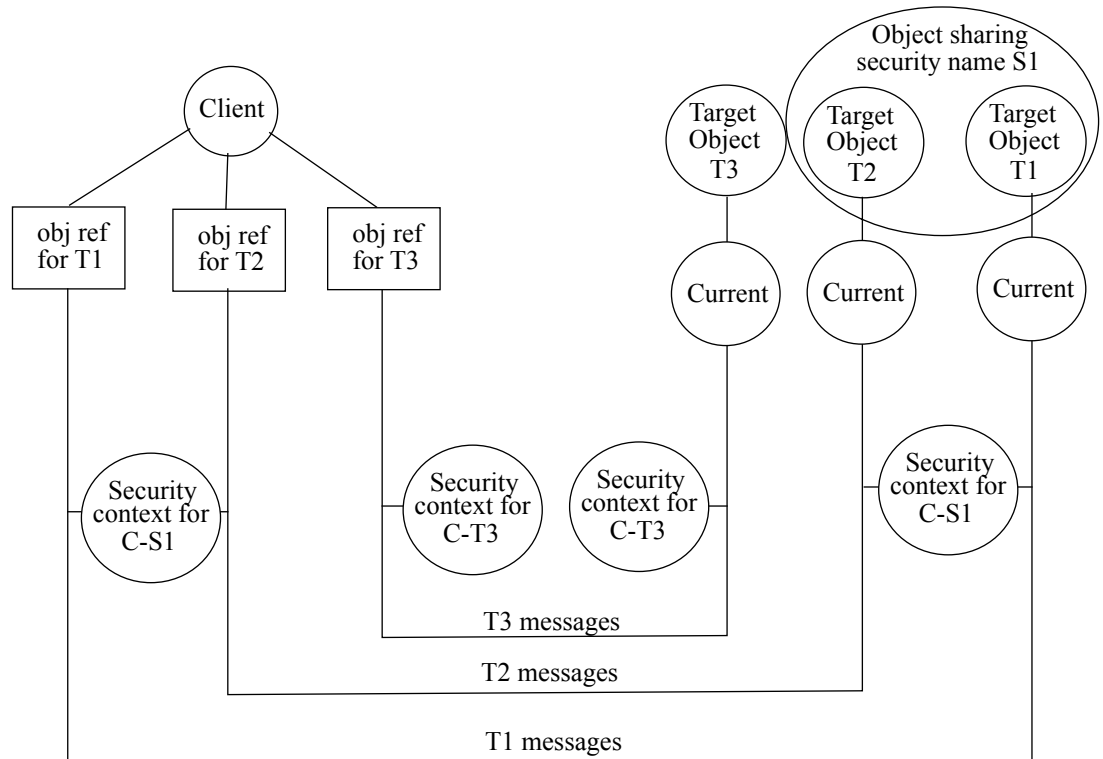 Object sharing
security name S1
Client
Target
Object
T3
Target
Object
T2
Target
Object
T1
obj ref
for T1
obj ref
for T2
obj ref
for T3
Current
Current
Current
Security
context for
C-S1
Security
context for
C-T3
Security
context for
C-T3
Security
context for
C-S1
T3 messages
T2 messages
T1 messages